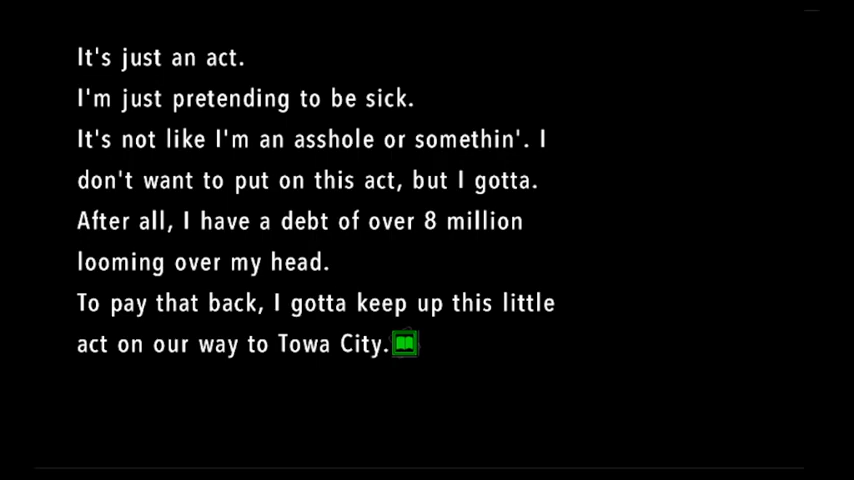 It's just an act.
I'm just pretending to be sick.
It's not like I'm an asshole or somethin'. I
don't want to put on this act, but I gotta.
After all, I have a debt of over 8 million
looming over my head.
To pay that back, I gotta keep up this little
act on our way to Towa City.